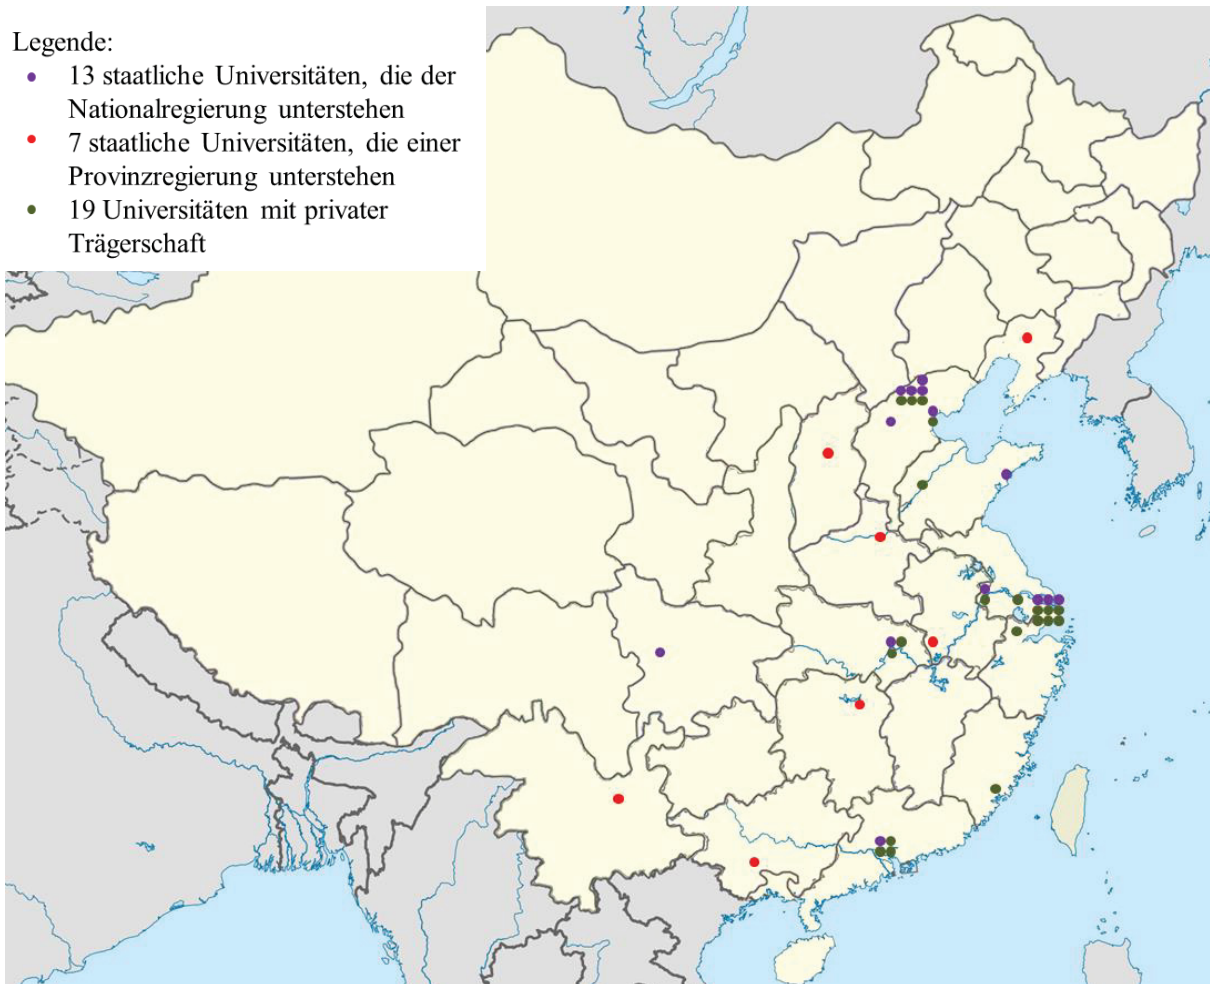 Legende:
13 staatliche Universitäten, die der
Nationalregierung unterstehen
7 staatliche Universitäten, die einer
Provinzregierung unterstehen
19 Universitäten mit privater
Trägerschaft